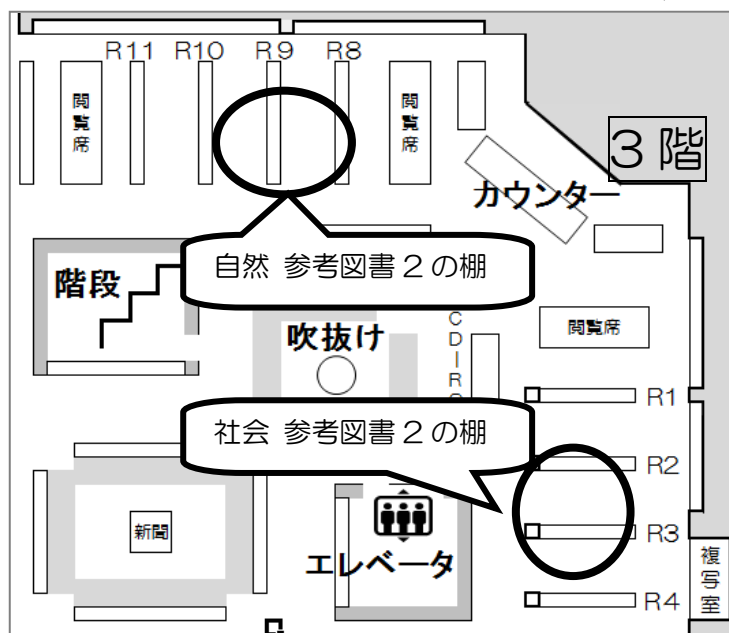 R11 R10 R9 R8
閲覧席
閲覧席
3階
カウンター
自然 参考図書2の棚
階段
吹抜け
閲覧席
R1
社会 参考図書2の棚
R2
新聞
エレベータ
R3
複写室
R4